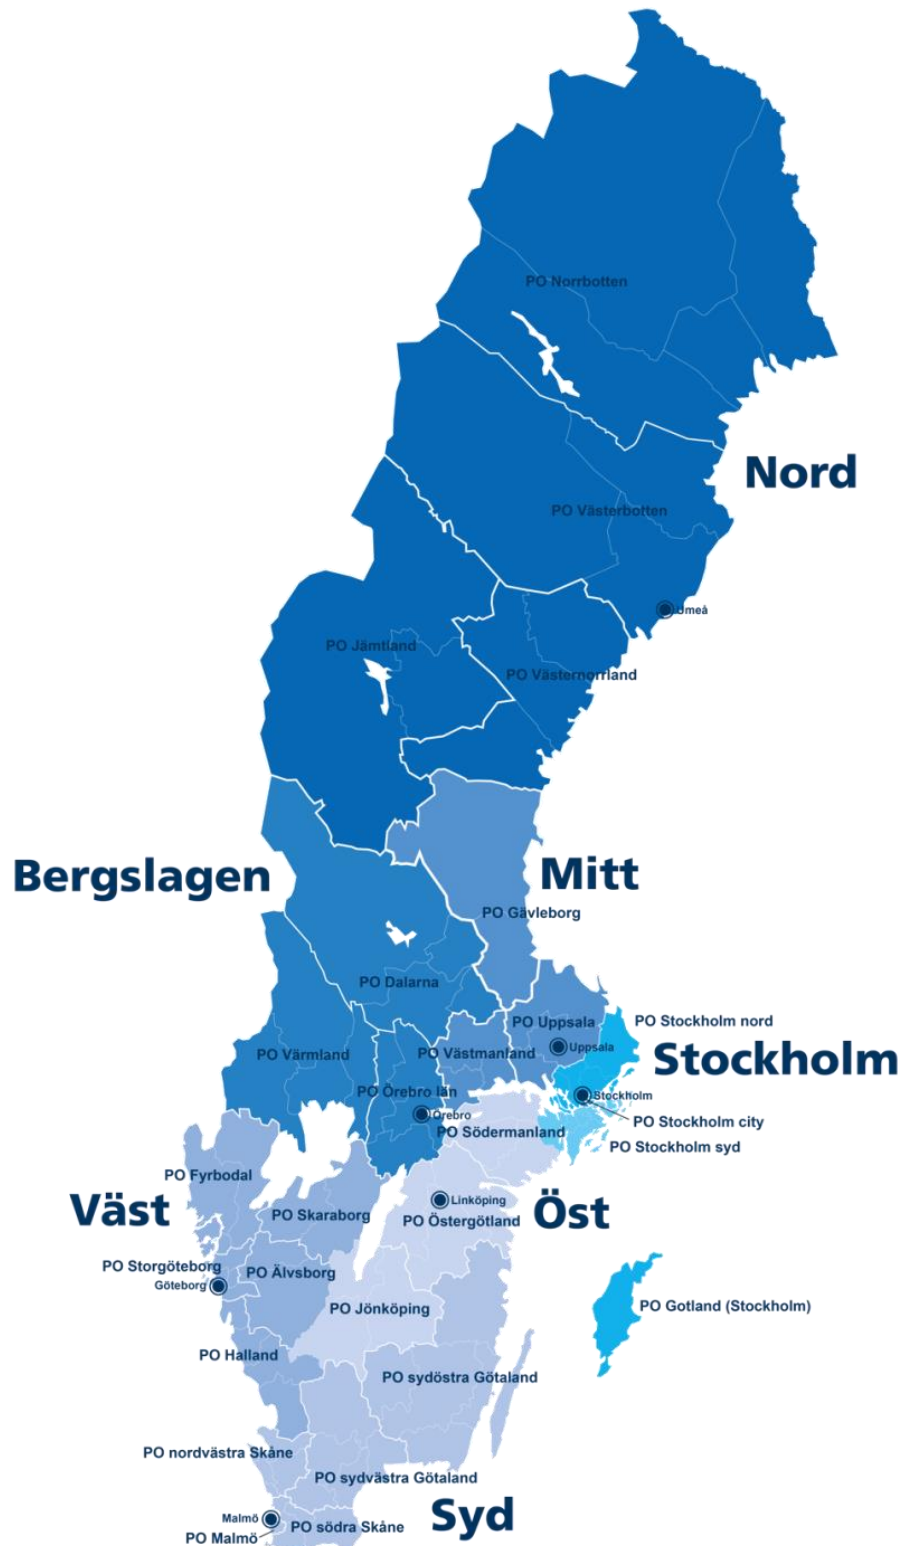 PO Norrbotten
Nord
PO Västerbotten
Umeå
PO Jämtland
PO Västernorrland
Bergslagen
Mitt
PO Gävleborg
PO Dalarna
PO Uppsala
PO Stockholm nord
Uppsala
PO Värmland
PO Västmanland
Stockholm
PO Örebro län
Stockholm
Örebro
PO Stockholm city
PO Södermanland
PO Stockholm syd
PO Fyrbodal
Linköping
Väst
PO Skaraborg
PO Östergötland
Öst
PO Storgöteborg
PO Älvsborg
Göteborg
PO Jönköping
PO Gotland (Stockholm)
PO Halland
PO sydöstra Götaland
PO nordvästra Skåne
PO sydvästra Götaland
Syd
Malmö
PO södra Skåne
PO Malmö